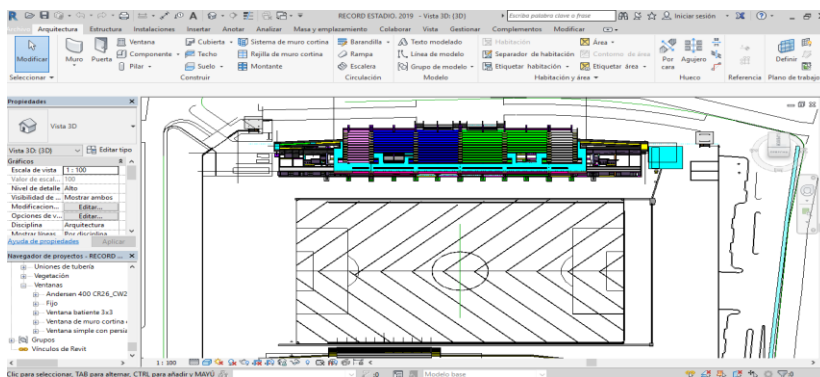 RECORD ESTADIO. 2019 - Vista 3D: {3D}
Escriba palabra clave o frase
Iniciar sesión
Arquitectura Estructura Instalaciones Insertar Anotar Analizar Masa y emplazamiento Colaborar Vista Gestionar Complementos Modificar
Modificar
Muro
Puerta
Ventana
Componente
Pilar
Cubierta
Techo
Suelo
Sistema de muro cortina
Rejilla de muro cortina
Montante
Barandilla
Rampa
Escalera
Texto modelado
Línea de modelo
Grupo de modelo
Habitación
Separador de habitación
Etiquetar habitación
Área
Contorno de área
Etiquetar área
Por cara
Agujero
Definir
Seleccionar
Construir
Circulación
Modelo
Habitación y área
Hueco
Referencia
Plano de trabajo
Propiedades
Vista 3D
Vista 3D: {3D}
Editar tipo
Gráficos
Escala de vista 1 : 100
Valor de escal... 100
Nivel de detalle Alto
Visibilidad de ... Mostrar ambos
Modificacion... Editar...
Opciones de v... Editar...
Disciplina Arquitectura
Mostrar líneas Por disciplina
Ayuda de propiedades
Aplicar
Navegador de proyectos - RECORD ...
Uniones de tubería
Vegetación
Ventanas
Andersen 400 CR26_CW2
Fijo
Ventana batiente 3x3
Ventana de muro cortina
Ventana simple con persia
Grupos
Vínculos de Revit
1 : 100
Clic para seleccionar, TAB para alternar, CTRL para añadir y MAYÚ
:0
Modelo base
:0